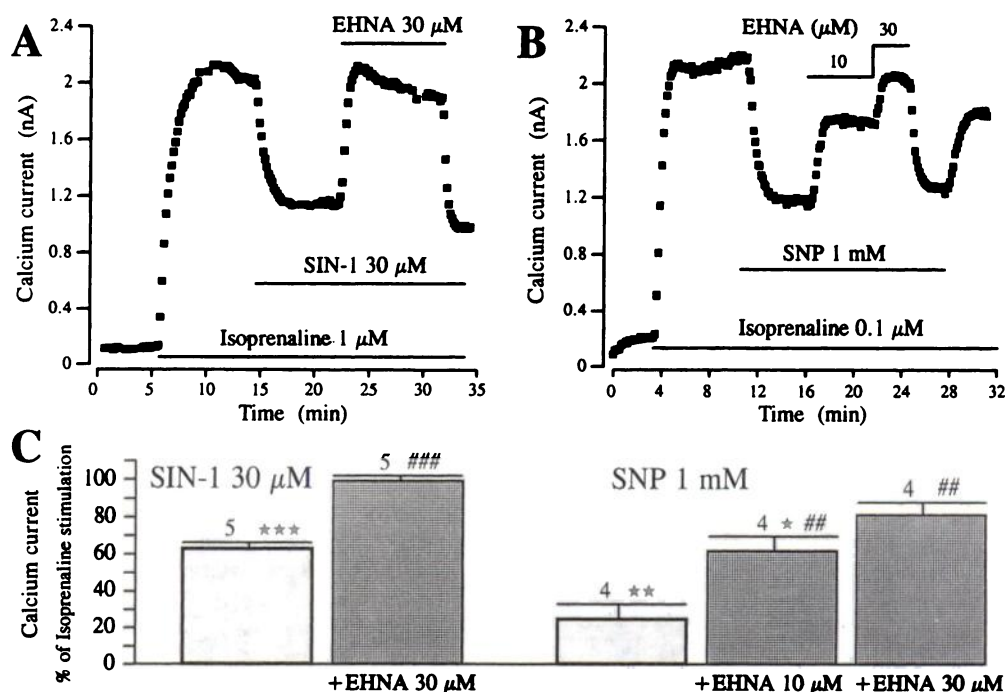 A
EHNA 30 µM
2.4
2
1.6
1.2
0.8
0.4
0
Calcium current (nA)
SIN-1 30 µM
Isoprenaline 1 µM
0 5 10 15 20 25 30 35
Time (min)
B
EHNA (µM)
30
10
2.4
2
1.6
1.2
0.8
0.4
0
Calcium current (nA)
SNP 1 mM
Isoprenaline 0.1 µM
0 4 8 12 16 20 24 28 32
Time (min)
C
Calcium current
% of Isoprenaline stimulation
100
80
60
40
20
0
SIN-1 30 µM
5 ★★★
5 ###
+EHNA 30 µM
SNP 1 mM
4 ★★
4 ★ ##
4 ##
+EHNA 10 µM +EHNA 30 µM